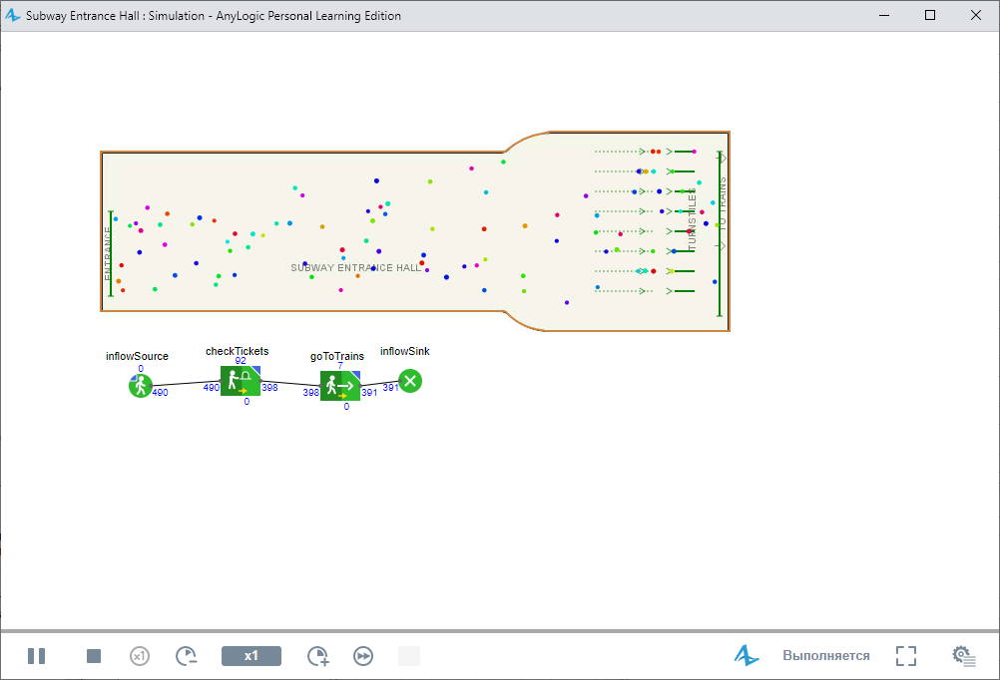 Subway Entrance Hall : Simulation - AnyLogic Personal Learning Edition
ENTRANCE
SUBWAY ENTRANCE HALL
TURNSTILES
TO TRAINS
inflowSource
0
490
checkTickets
92
490
398
0
goToTrains
7
398
391
0
inflowSink
391
x1
x1
Выполняется